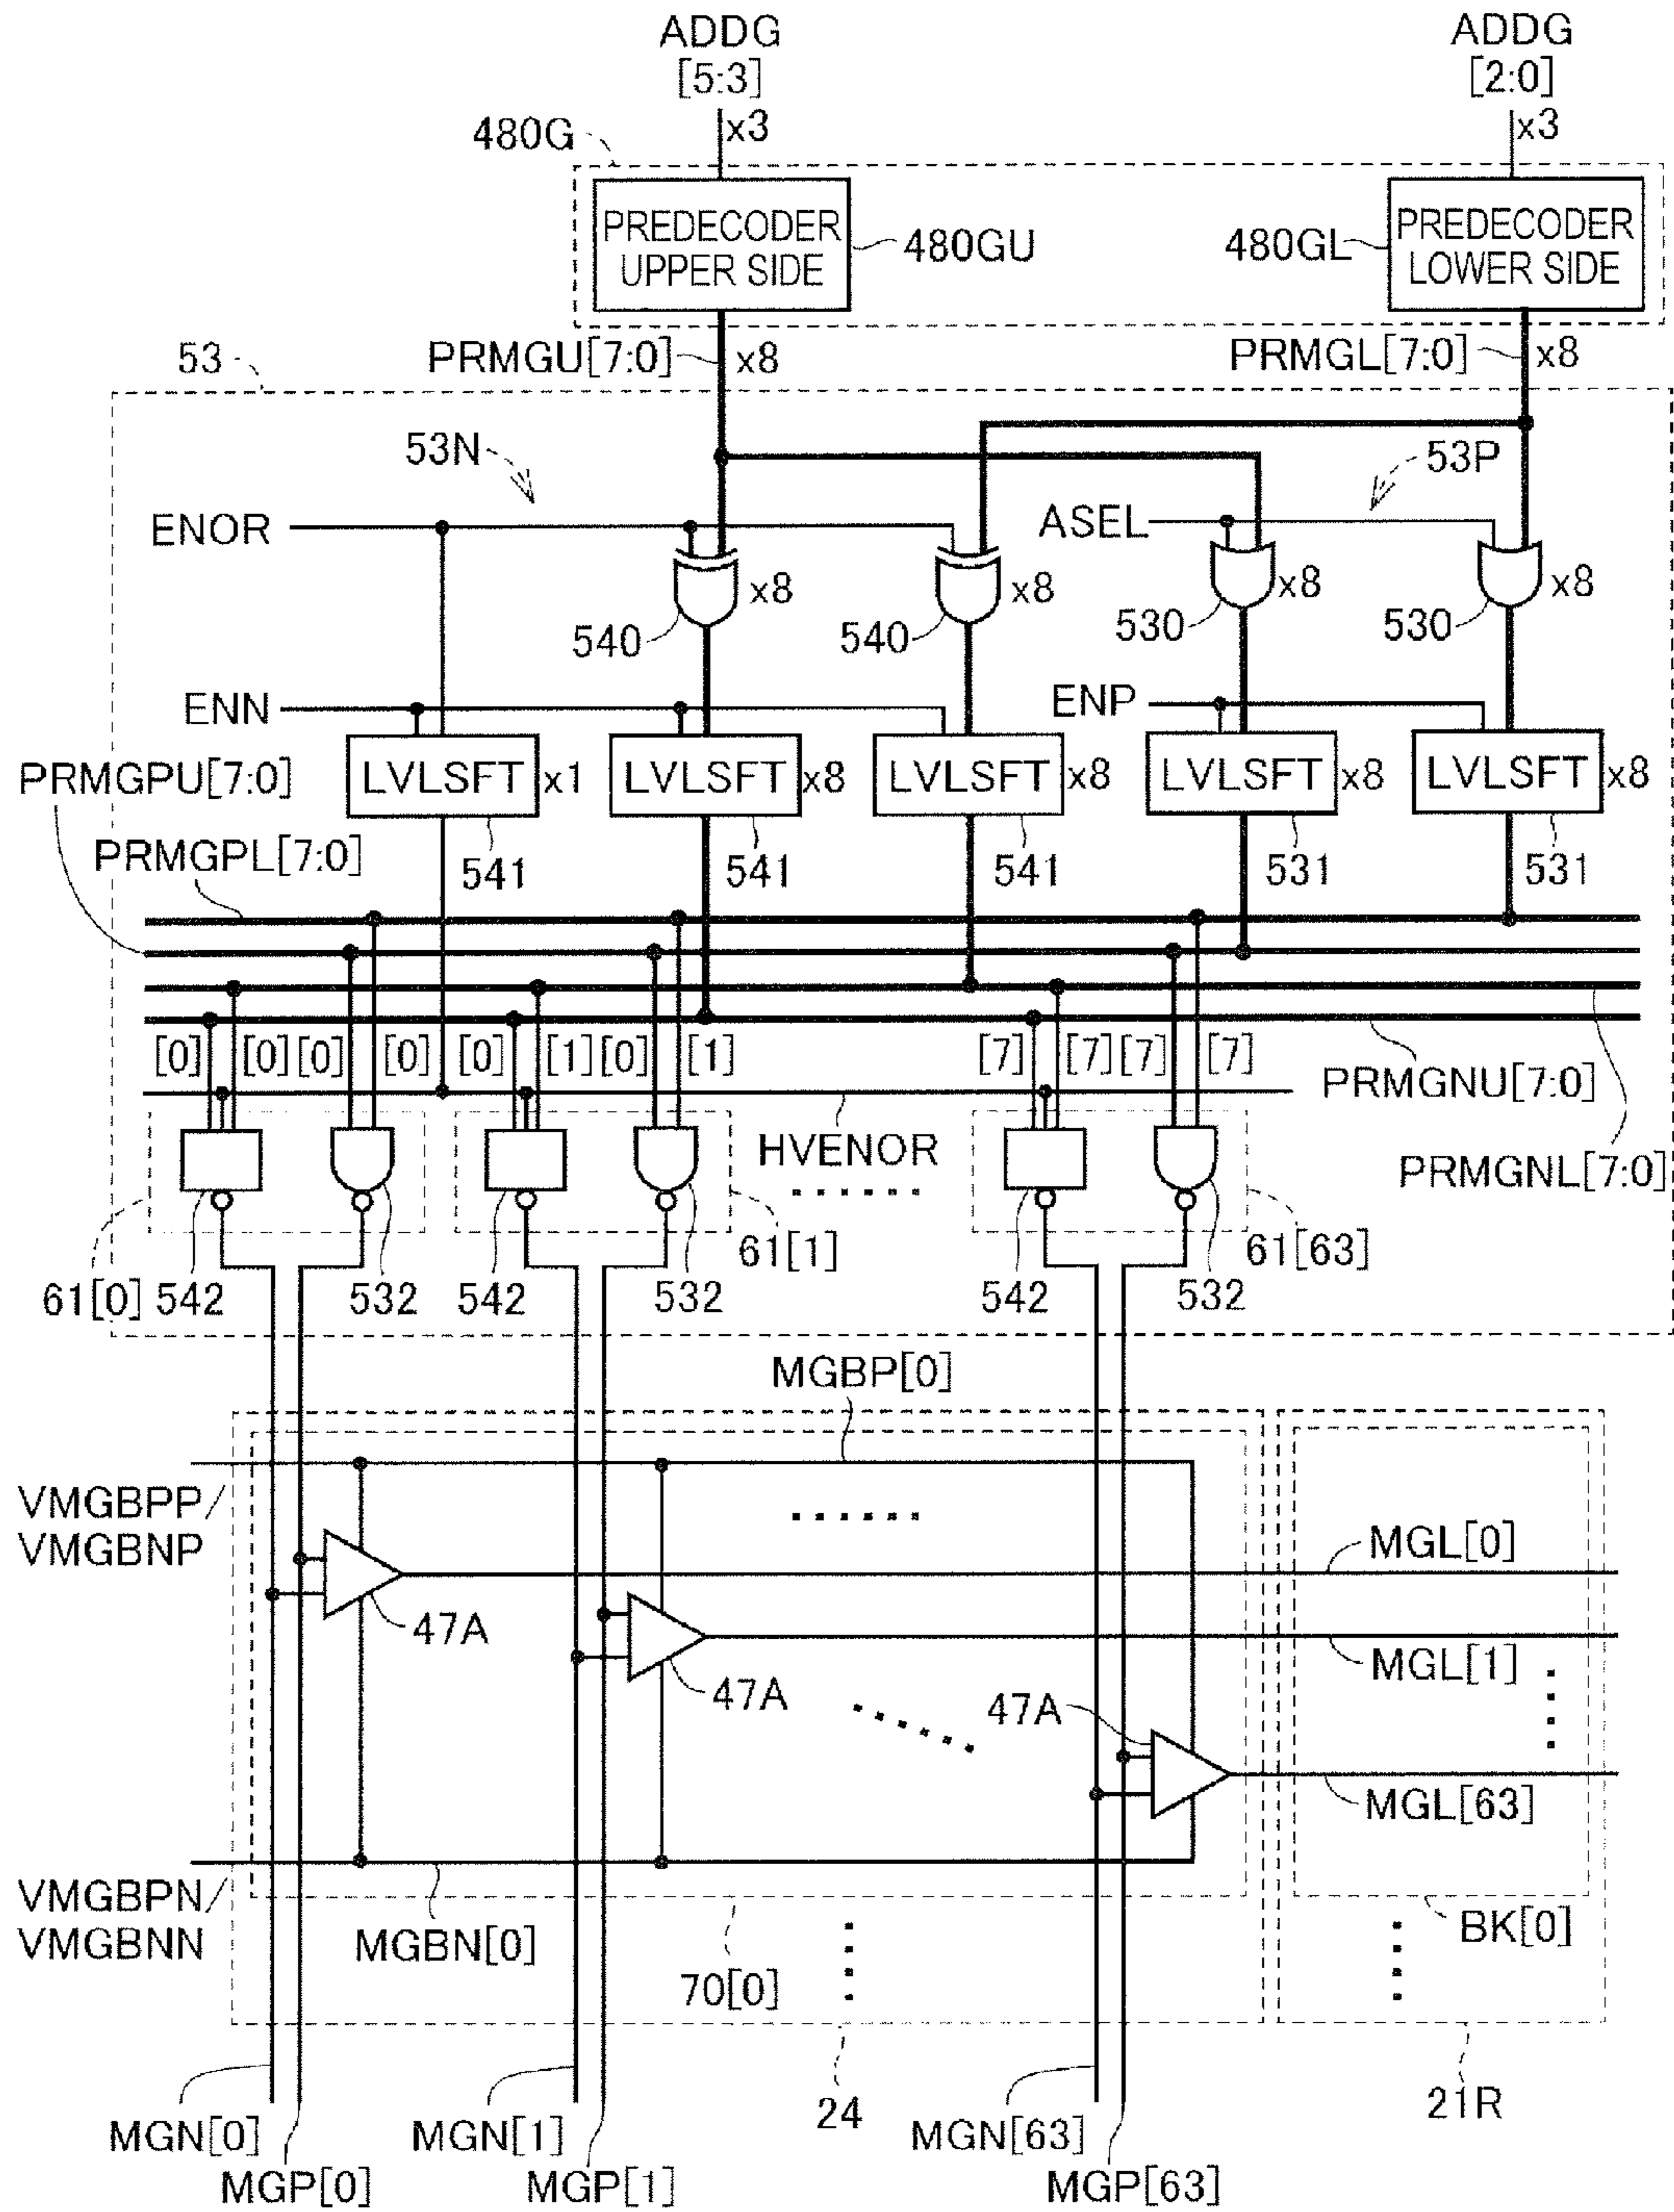 ADDG
[5:3]
ADDG
[2:0]
x3
x3
480G
PREDECODER
UPPER SIDE
480GU
480GL
PREDECODER
LOWER SIDE
53
PRMGU[7:0]
x8
PRMGL[7:0]
x8
53N
53P
ENOR
ASEL
x8
x8
x8
x8
540
540
530
530
ENN
ENP
PRMGPU[7:0]
LVLSFT
x1
LVLSFT
x8
LVLSFT
x8
LVLSFT
x8
LVLSFT
x8
PRMGPL[7:0]
541
541
541
531
531
[0]
[0]
[0]
[0]
[0]
[1]
[0]
[1]
[7]
[7]
[7]
[7]
PRMGNU[7:0]
HVENOR
PRMGNL[7:0]
61[0]
542
532
542
61[1]
532
542
61[63]
532
MGBP[0]
VMGBPP/
VMGBNP
MGL[0]
47A
MGL[1]
47A
47A
MGL[63]
VMGBPN/
VMGBNN
MGBN[0]
70[0]
BK[0]
24
21R
MGN[0]
MGP[0]
MGN[1]
MGP[1]
MGN[63]
MGP[63]